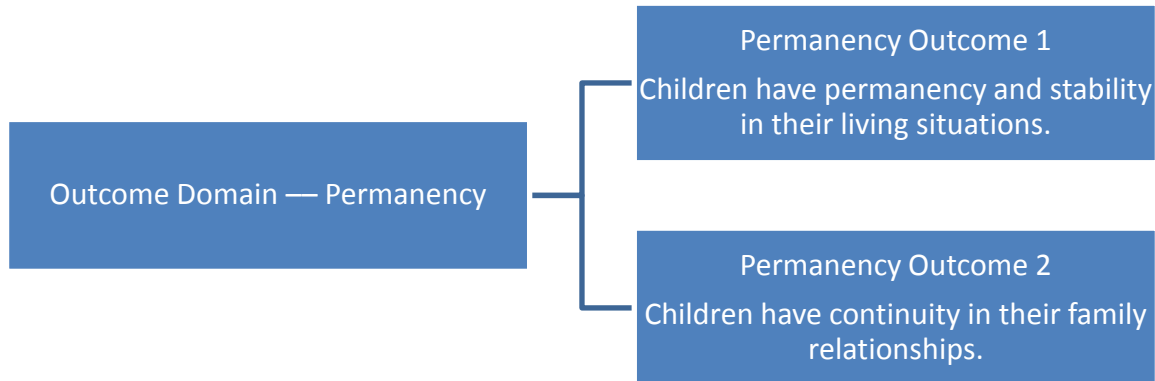 Permanency Outcome 1
Children have permanency and stability
in their living situations.
Outcome Domain — Permanency
Permanency Outcome 2
Children have continuity in their family
relationships.